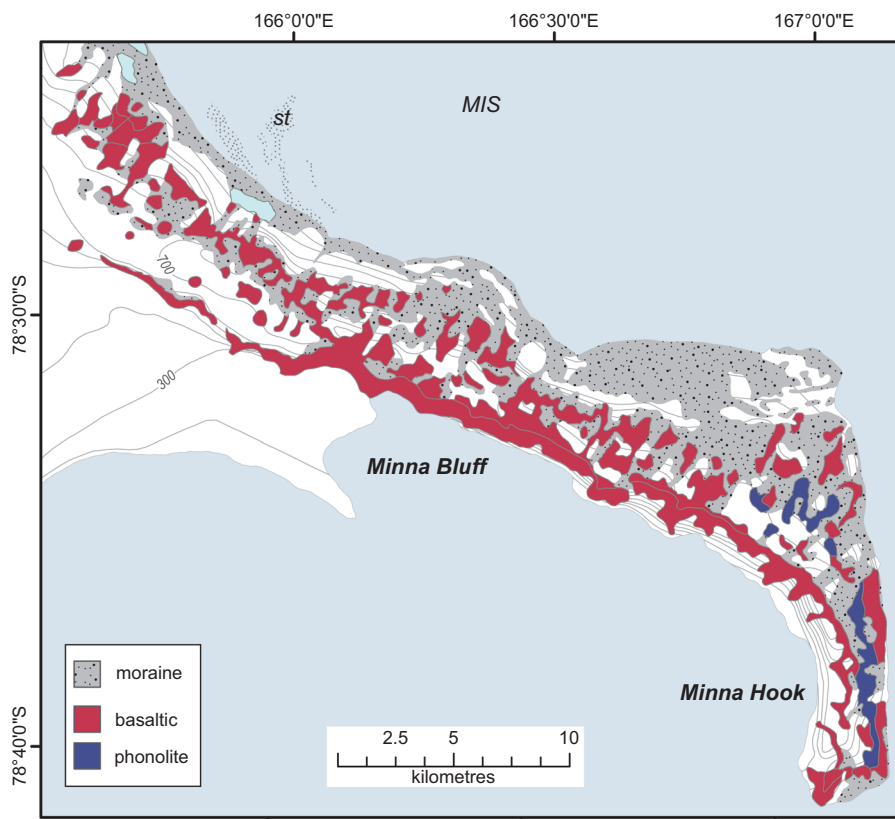 166°0'0"E 166°30'0"E 167°0'0"E
MIS
st
700
78°30'0"S
300
Minna Bluff
moraine
basaltic
phonolite
Minna Hook
2.5 5 10
kilometres
78°40'0"S